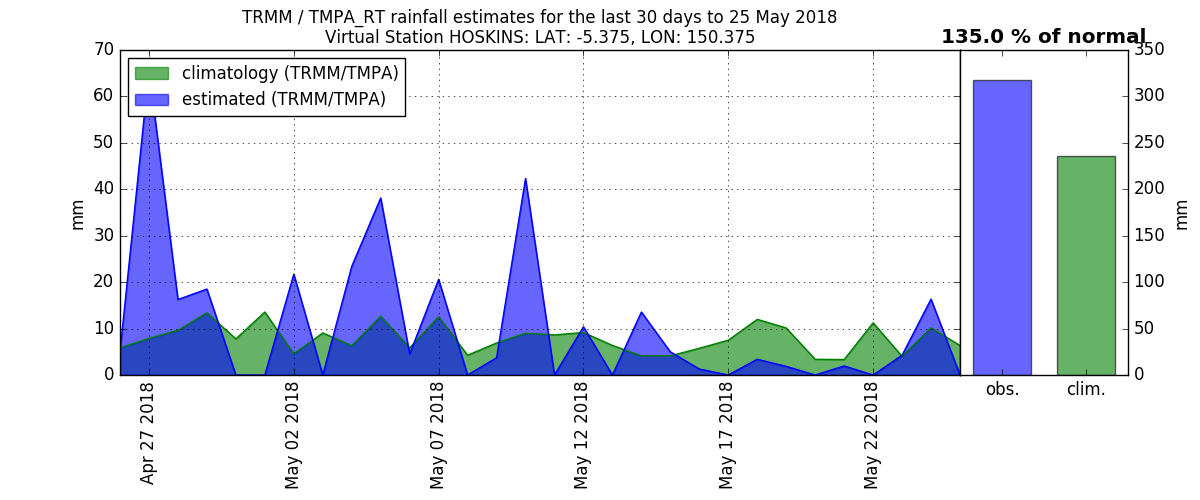 TRMM / TMPA_RT rainfall estimates for the last 30 days to 25 May 2018
Virtual Station HOSKINS: LAT: -5.375, LON: 150.375
135.0 % of normal
climatology (TRMM/TMPA)
estimated (TRMM/TMPA)
70
60
50
40
30
20
10
0
mm
Apr 27 2018
May 02 2018
May 07 2018
May 12 2018
May 17 2018
May 22 2018
350
300
250
200
150
100
50
0
mm
obs.
clim.